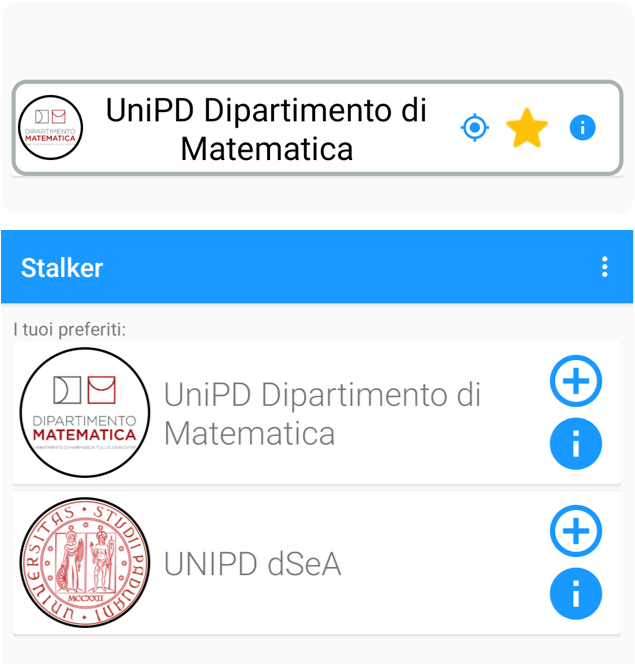 DIPARTIMENTO
MATEMATICA
UniPD Dipartimento di
Matematica
Stalker
I tuoi preferiti:
DIPARTIMENTO
MATEMATICA
UniPD Dipartimento di
Matematica
UNIVERSITAS STUDII PADUANI
MCCXXII
UNIPD dSeA